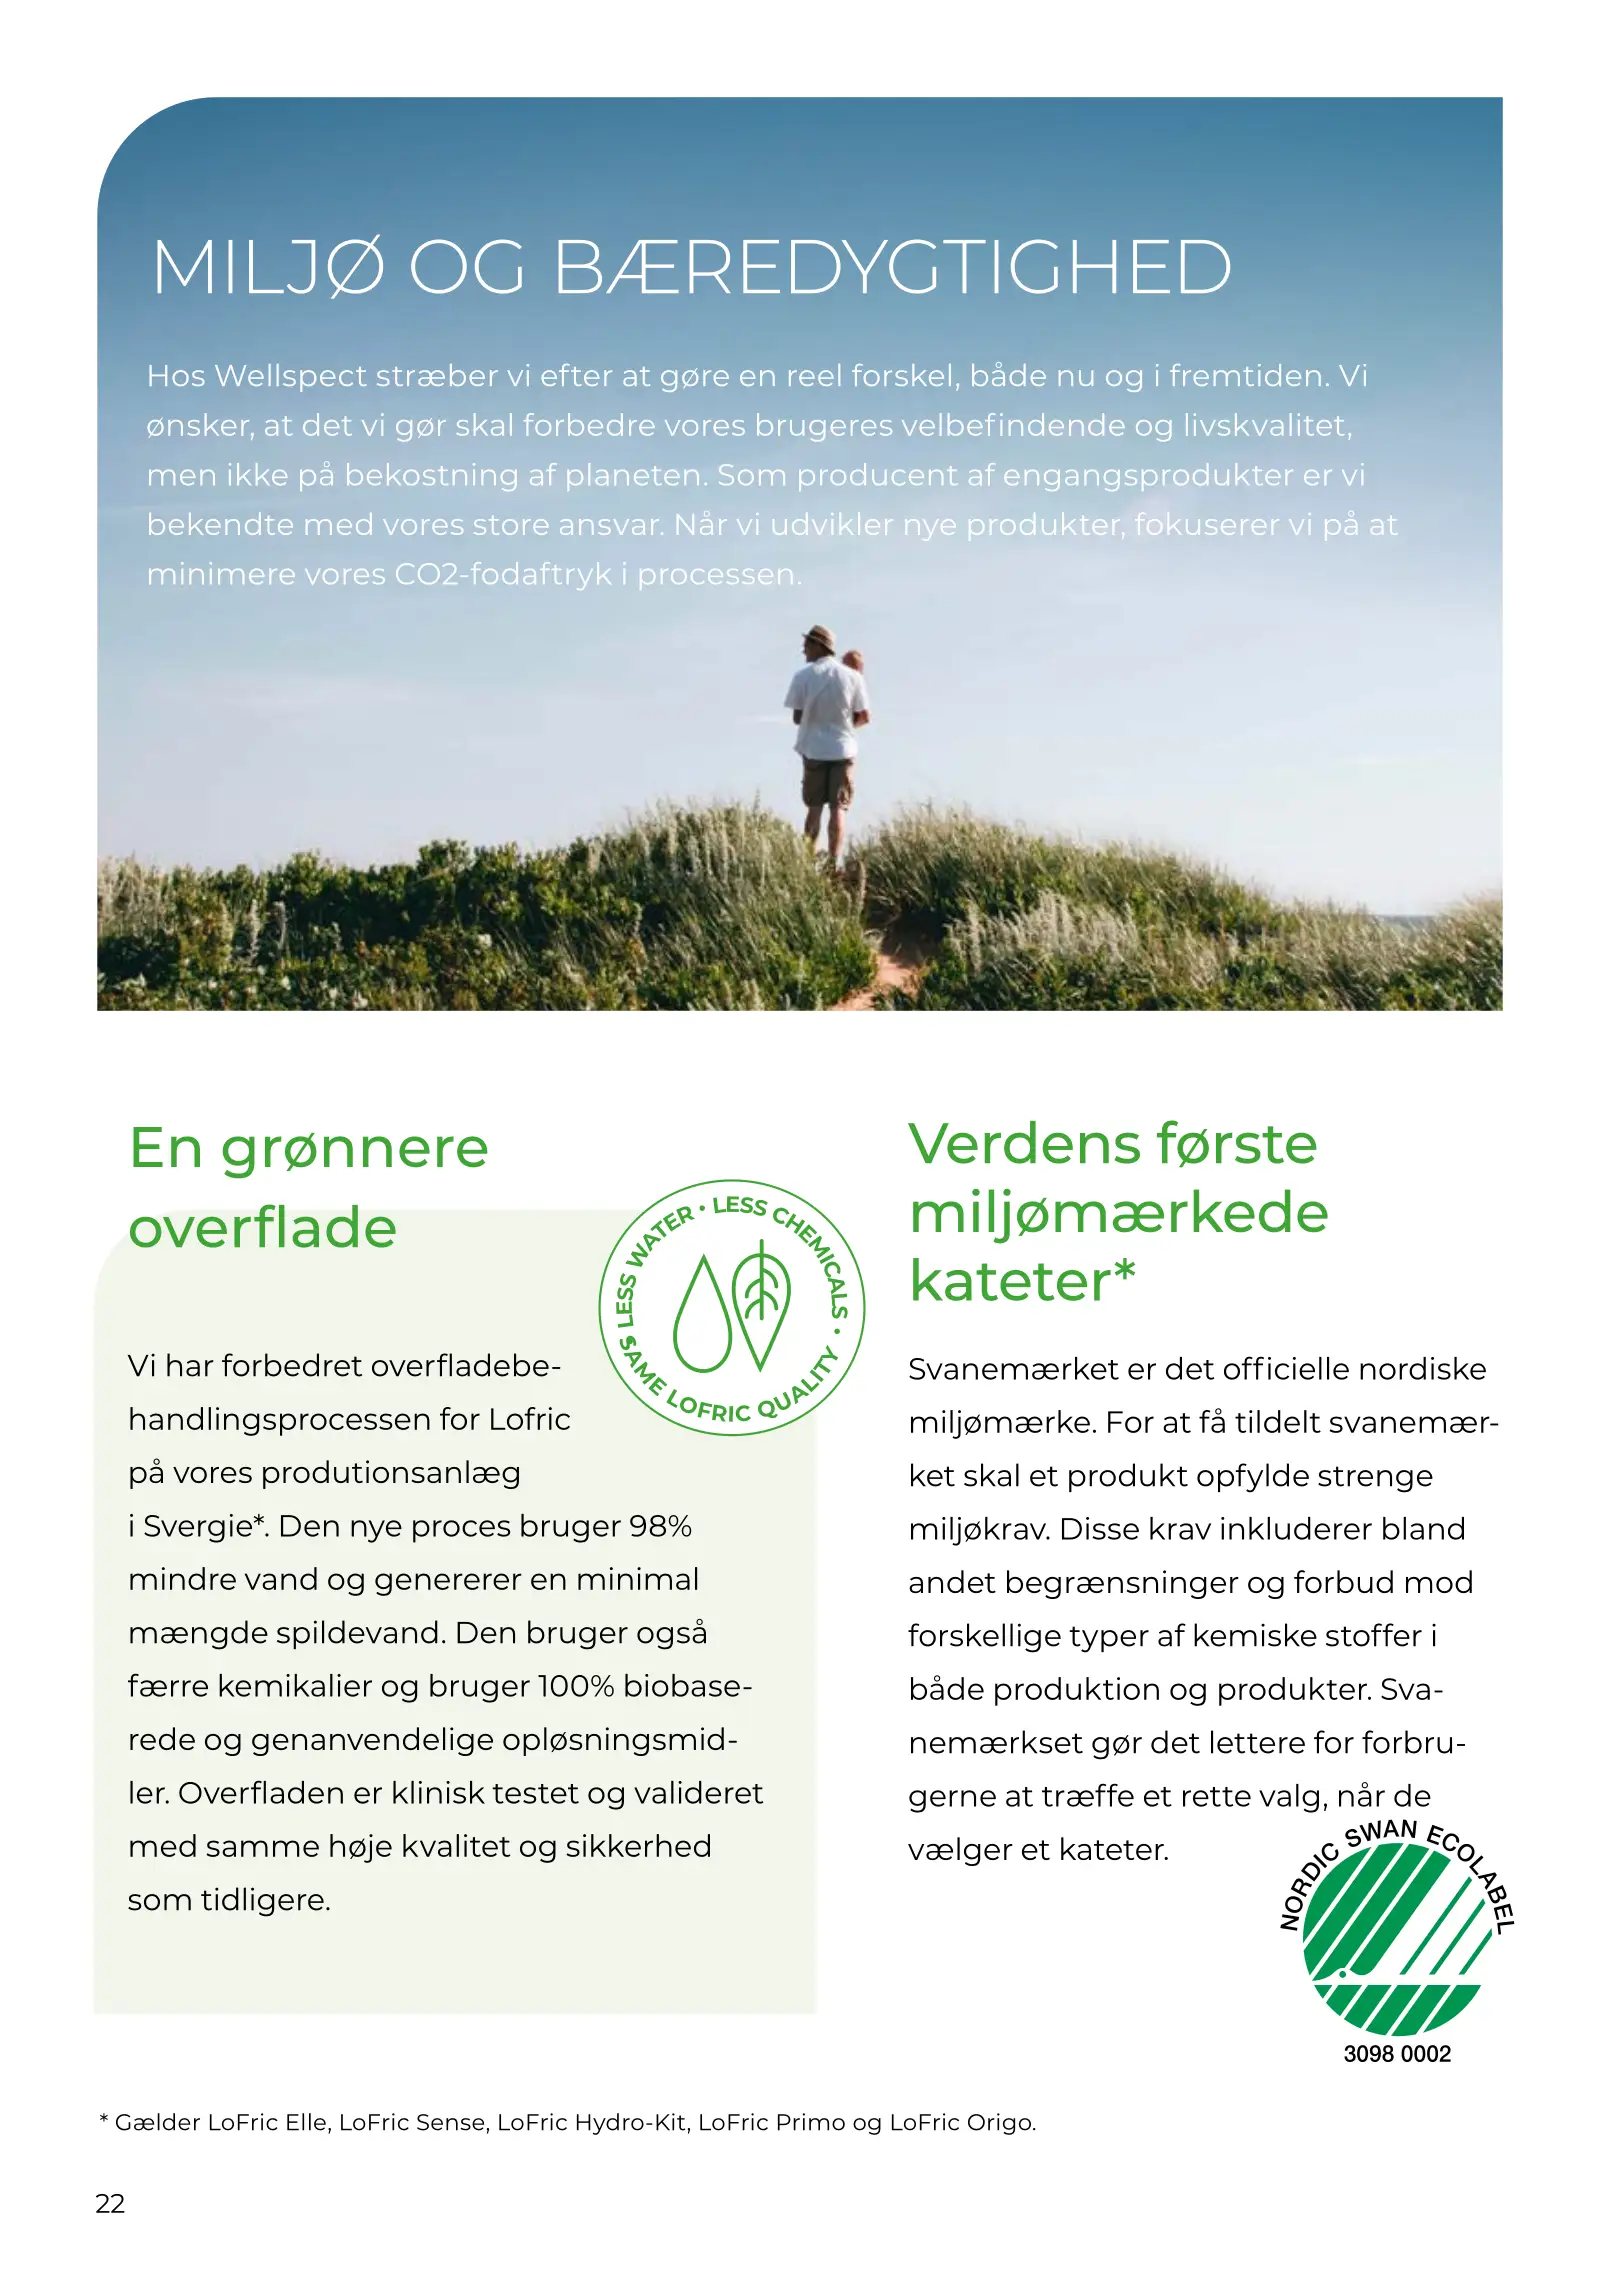 MILJØ OG BÆREDYGTIGHED
Hos Wellspect stræber vi efter at gøre en reel forskel, både nu og i fremtiden. Vi
ønsker, at det vi gør skal forbedre vores brugeres velbefindende og livskvalitet,
men ikke på bekostning af planeten. Som producent af engangsprodukter er vi
bekendte med vores store ansvar. Når vi udvikler nye produkter, fokuserer vi på at
minimere vores CO2-fodaftryk i processen.
En grønnere
overflade
LESS WATER • LESS CHEMICALS •
SAME LOFRIC QUALITY
Vi har forbedret overfladebe-
handlingsprocessen for Lofric
på vores produtionsanlæg
i Svergie*. Den nye proces bruger 98%
mindre vand og genererer en minimal
mængde spildevand. Den bruger også
færre kemikalier og bruger 100% biobase-
rede og genanvendelige opløsningsmid-
ler. Overfladen er klinisk testet og valideret
med samme høje kvalitet og sikkerhed
som tidligere.
Verdens første
miljømærkede
kateter*
Svanemærket er det officielle nordiske
miljømærke. For at få tildelt svanemær-
ket skal et produkt opfylde strenge
miljøkrav. Disse krav inkluderer bland
andet begrænsninger og forbud mod
forskellige typer af kemiske stoffer i
både produktion og produkter. Sva-
nemærkset gør det lettere for forbru-
gerne at træffe et rette valg, når de
vælger et kateter.
NORDIC SWAN ECOLABEL
3098 0002
* Gælder LoFric Elle, LoFric Sense, LoFric Hydro-Kit, LoFric Primo og LoFric Origo.
22